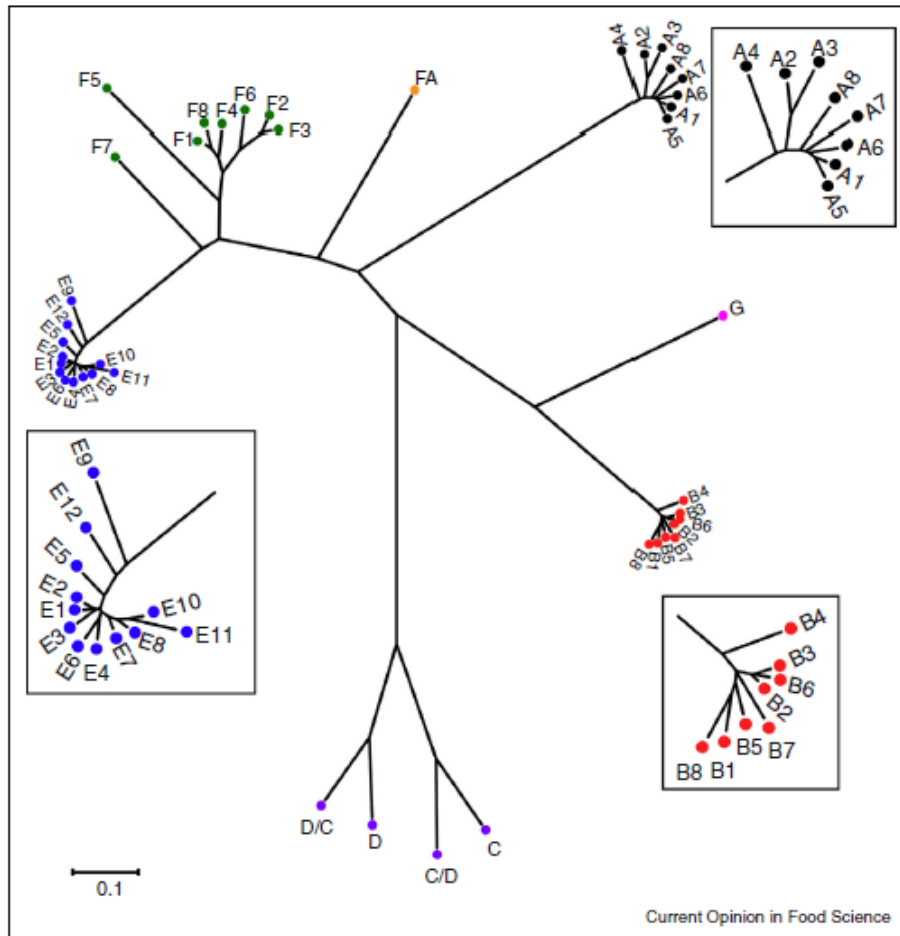 A4
A2
A3
A8
A7
A6
A1
A5
F5
F7
F1
F8
F4
F6
F2
F3
FA
A4
A2
A3
A8
A7
A6
A1
A5
G
E9
E12
E5
E2
E1
E3
E6
E4
E7
E8
E10
E11
B4
B3
B6
B2
B7
B5
B1
B8
E9
E12
E5
E2
E1
E3
E6
E4
E7
E8
E10
E11
B4
B3
B6
B2
B7
B5
B1
B8
D/C
D
C/D
C
0.1
Current Opinion in Food Science